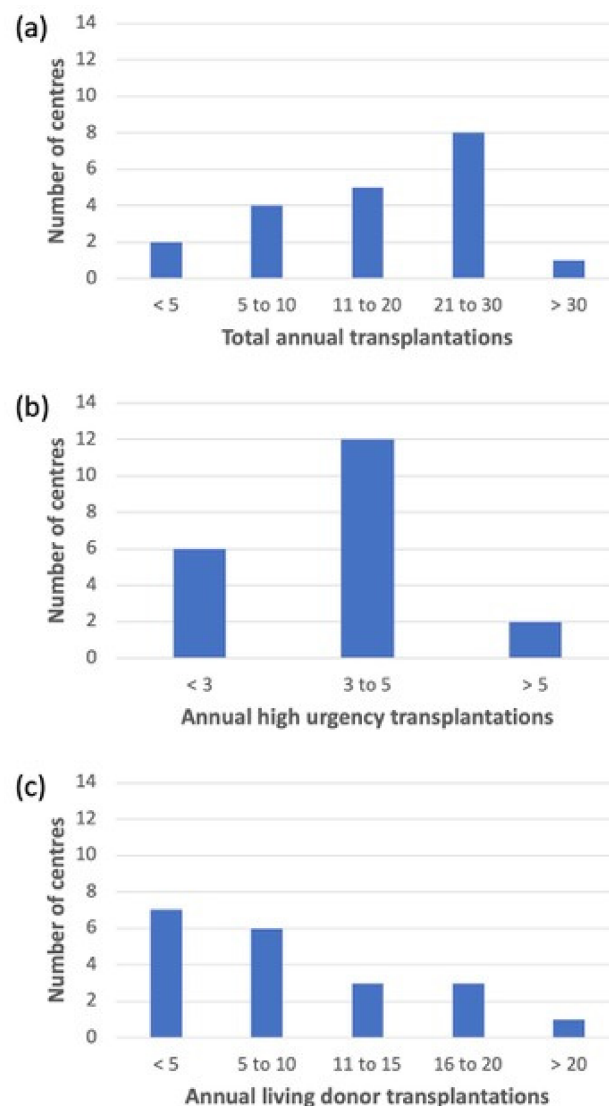 (a)
Number of centres
14
12
10
8
6
4
2
0
< 5 5 to 10 11 to 20 21 to 30 > 30
Total annual transplantations
(b)
Number of centres
14
12
10
8
6
4
2
0
< 3 3 to 5 > 5
Annual high urgency transplantations
(c)
Number of centres
14
12
10
8
6
4
2
0
< 5 5 to 10 11 to 15 16 to 20 > 20
Annual living donor transplantations